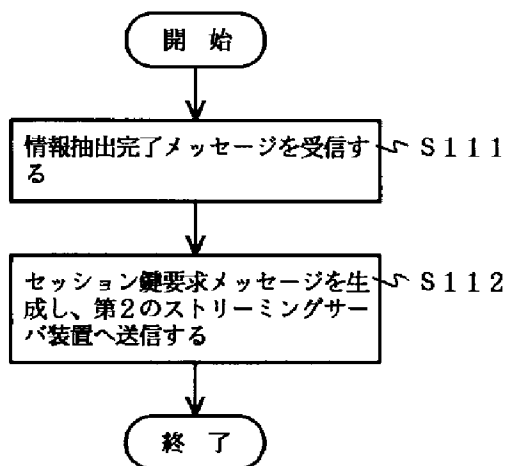 開 始
情報抽出完了メッセージを受信す
る
S111
セッション鍵要求メッセージを生
成し、第2のストリーミングサー
バ装置へ送信する
S112
終 了